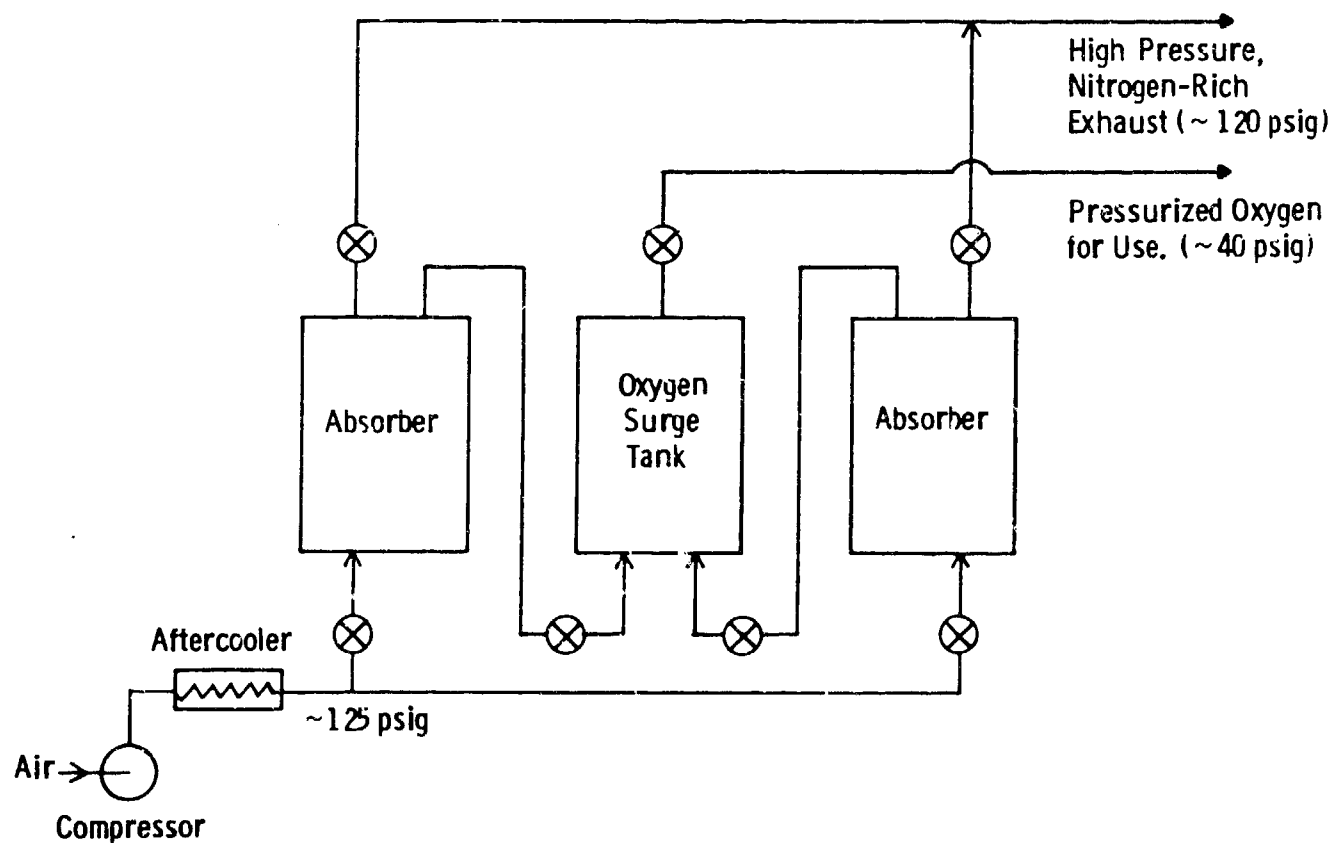 High Pressure,
Nitrogen-Rich
Exhaust (~ 120 psig)
Pressurized Oxygen
for Use. (~40 psig)
Absorber
Oxygen
Surge
Tank
Absorber
Aftercooler
~125 psig
Air
Compressor